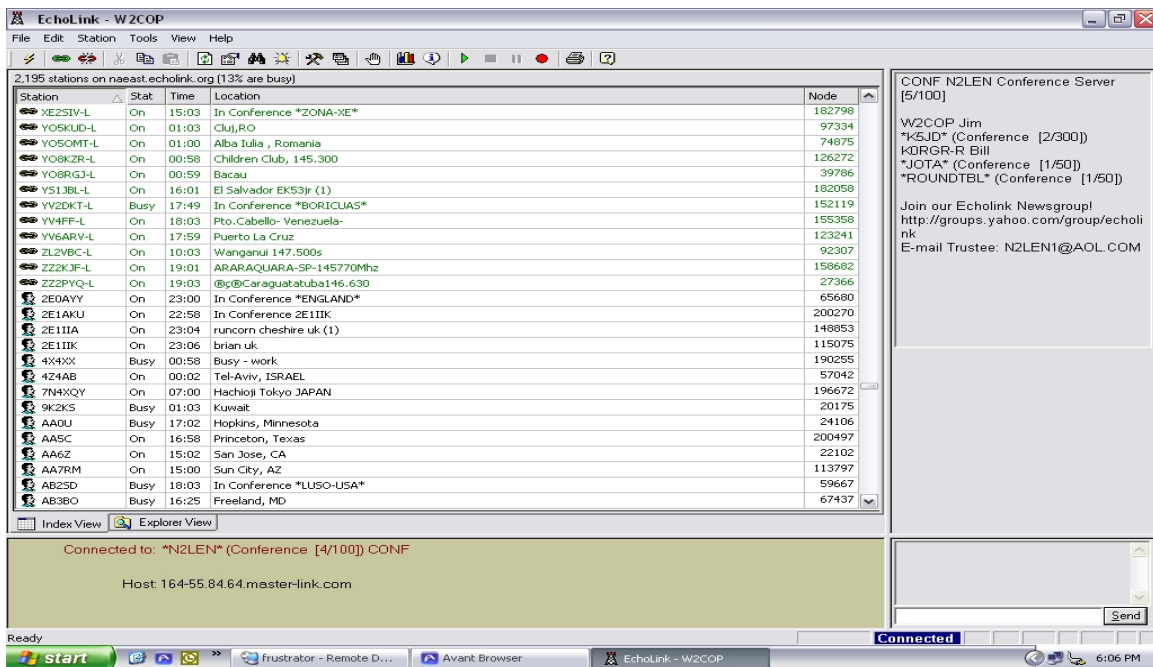 EchoLink - W2COP
File Edit Station Tools View Help
2,195 stations on naeast.echolink.org (13% are busy)
Station Stat Time Location Node
XE2SIV-L On 15:03 In Conference *ZONA-XE* 182798
YO5KUD-L On 01:03 Cluj,RO 97334
YO5OMT-L On 01:00 Alba Iulia , Romania 74875
YO8KZR-L On 00:58 Children Club, 145.300 126272
YO8RGJ-L On 00:59 Bacau 39786
YS1JBL-L On 16:01 El Salvador EK53jr (1) 182058
YV2DKT-L Busy 17:49 In Conference *BORICUAS* 152119
YV4FF-L On 18:03 Pto.Cabello- Venezuela- 155358
YV6ARV-L On 17:59 Puerto La Cruz 123241
ZL2VBC-L On 10:03 Wanganui 147.500s 92307
ZZ2KJF-L On 19:01 ARARAQUARA-SP-145770Mhz 158682
ZZ2PYQ-L On 19:03 ®ç®Caraguatatuba146.630 27366
2E0AYY On 23:00 In Conference *ENGLAND* 65680
2E1AKU On 22:58 In Conference 2E1IIK 200270
2E1IIA On 23:04 runcorn cheshire uk (1) 148853
2E1IIK On 23:06 brian uk 115075
4X4XX Busy 00:58 Busy - work 190255
4Z4AB On 00:02 Tel-Aviv, ISRAEL 57042
7N4XQY On 07:00 Hachioji Tokyo JAPAN 196672
9K2KS Busy 01:03 Kuwait 20175
AA0U Busy 17:02 Hopkins, Minnesota 24106
AA5C On 16:58 Princeton, Texas 200497
AA6Z On 15:02 San Jose, CA 22102
AA7RM On 15:00 Sun City, AZ 113797
AB2SD Busy 18:03 In Conference *LUSO-USA* 59667
AB3BO Busy 16:25 Freeland, MD 67437
Index View Explorer View
CONF N2LEN Conference Server
[5/100]
W2COP Jim
*K5JD* (Conference [2/300])
K0RGR-R Bill
*JOTA* (Conference [1/50])
*ROUNDTBL* (Conference [1/50])
Join our Echolink Newsgroup!
http://groups.yahoo.com/group/echoli
nk
E-mail Trustee: N2LEN1@AOL.COM
Connected to: *N2LEN* (Conference [4/100]) CONF
Host: 164-55.84.64.master-link.com
Send
Ready
Connected
start
frustrator - Remote D...
Avant Browser
EchoLink - W2COP
6:06 PM